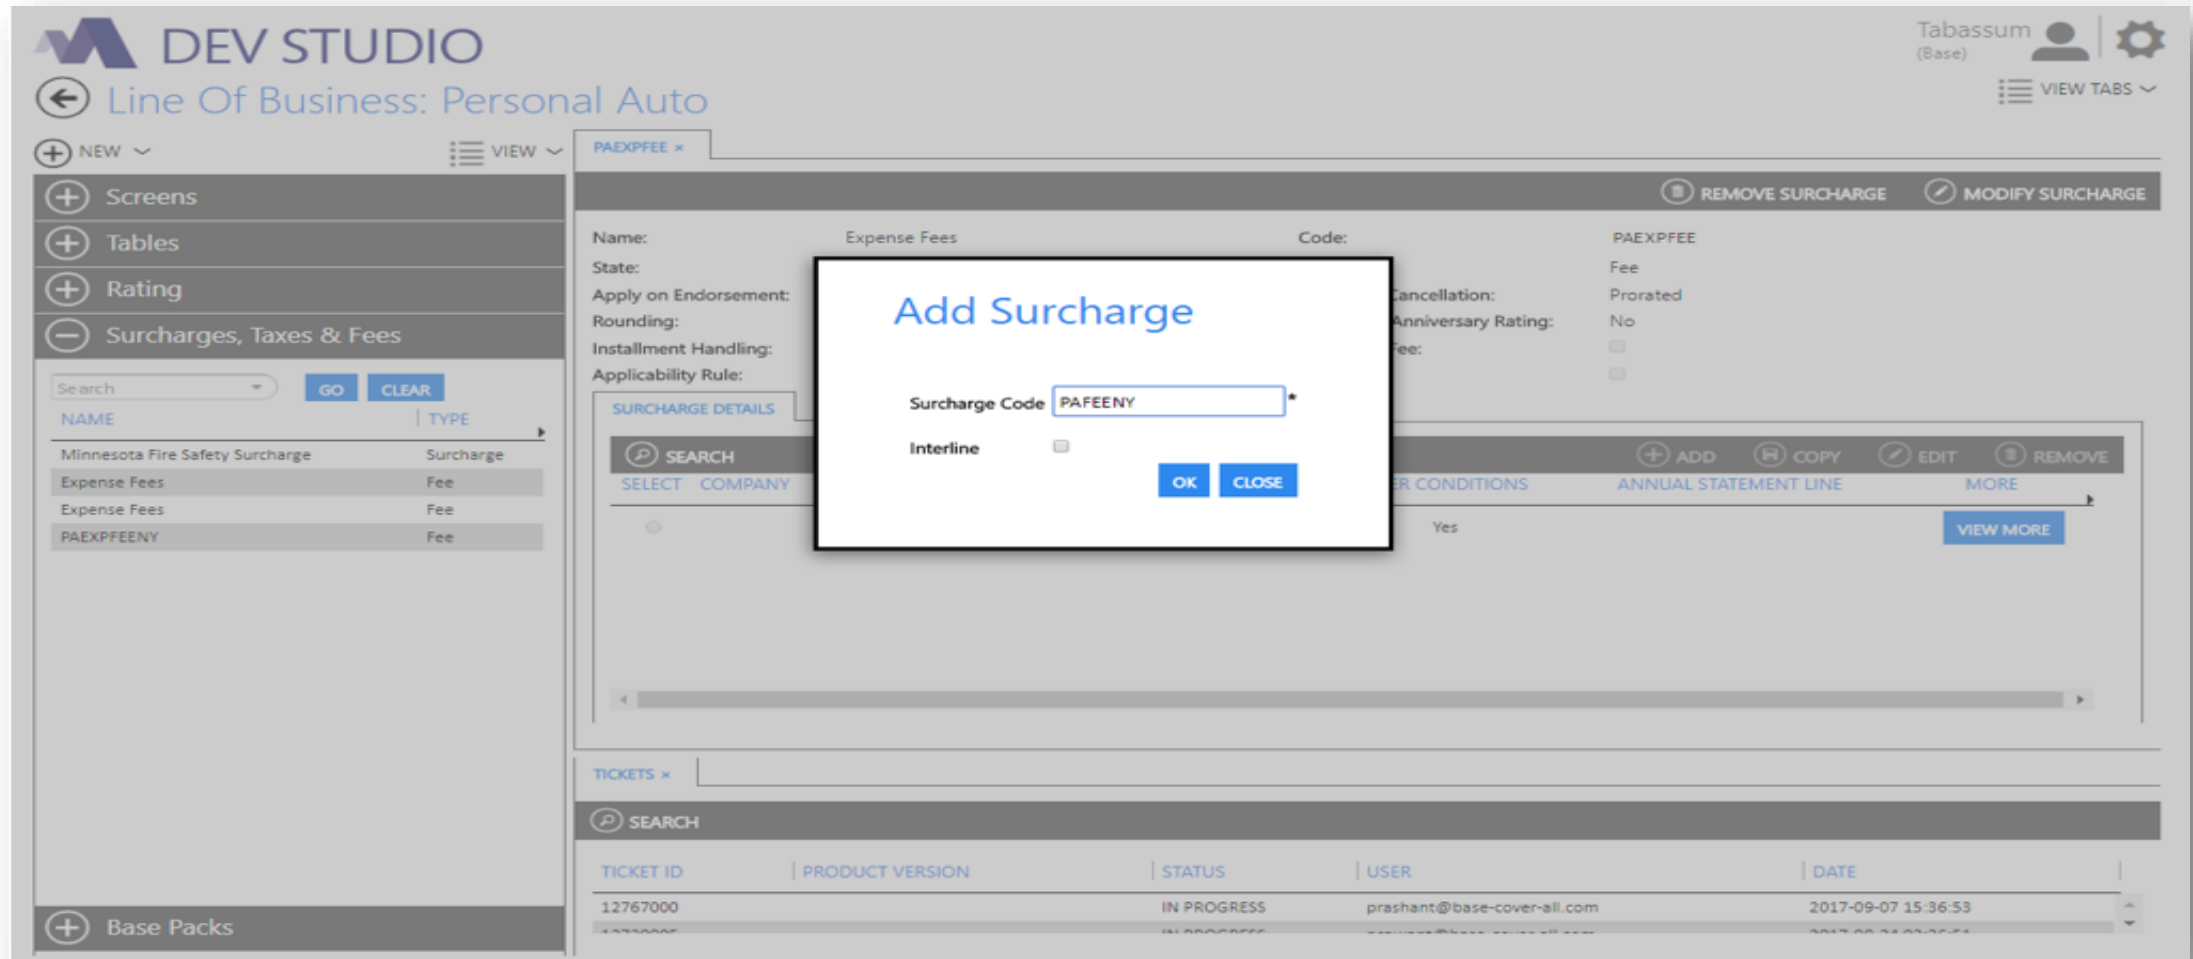 DEV STUDIO
Tabassum
(Base)
Line Of Business: Personal Auto
VIEW TABS
NEW
VIEW
Screens
Tables
Rating
Surcharges, Taxes & Fees
Search
GO
CLEAR
NAME TYPE
Minnesota Fire Safety Surcharge Surcharge
Expense Fees Fee
Expense Fees Fee
PAEXPFEENY Fee
Base Packs
PAEXPFEE ×
REMOVE SURCHARGE MODIFY SURCHARGE
Name: Expense Fees Code: PAEXPFEE
State: Fee
Apply on Endorsement: Cancellation: Prorated
Rounding: Anniversary Rating: No
Installment Handling: Fee:
Applicability Rule:
SURCHARGE DETAILS
SEARCH ADD COPY EDIT REMOVE
SELECT COMPANY CONDITIONS ANNUAL STATEMENT LINE MORE
Yes VIEW MORE
Add Surcharge
Surcharge Code PAFEENY *
Interline
OK CLOSE
TICKETS ×
SEARCH
TICKET ID PRODUCT VERSION STATUS USER DATE
12767000 IN PROGRESS prashant@base-cover-all.com 2017-09-07 15:36:53